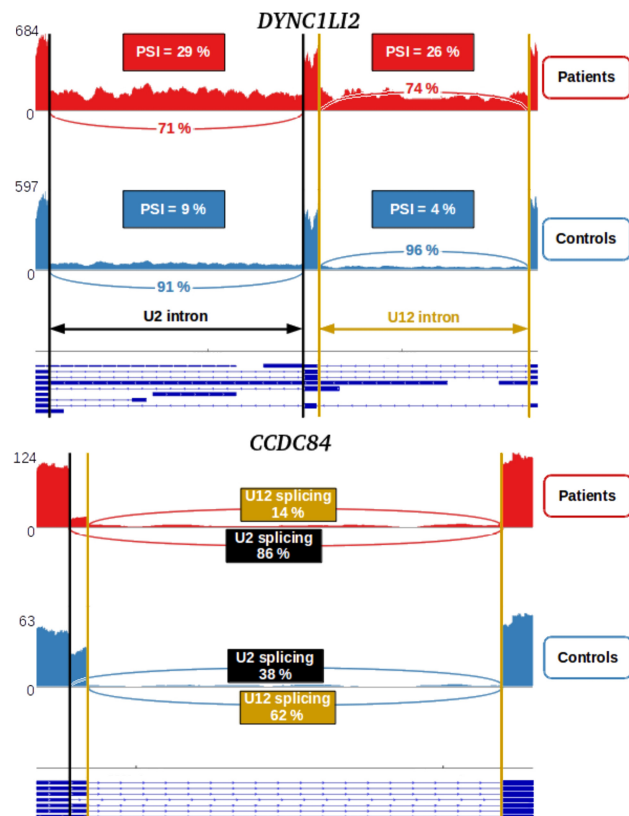 DYNC1LI2
684
PSI = 29 %
PSI = 26 %
Patients
74 %
0
71 %
597
PSI = 9 %
PSI = 4 %
Controls
96 %
0
91 %
U2 intron
U12 intron
CCDC84
124
U12 splicing
14 %
Patients
0
U2 splicing
86 %
63
U2 splicing
38 %
Controls
0
U12 splicing
62 %